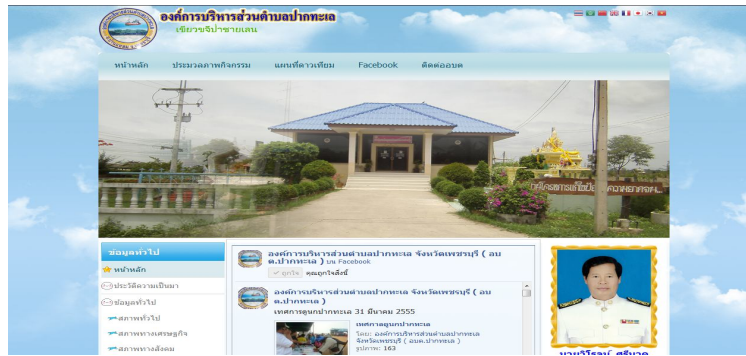 องค์การบริหารส่วนตำบลปากทะเล
เขียวขจีป่าชายเลน
หน้าหลัก ประมวลภาพกิจกรรม แผนที่ดาวเทียม Facebook ติดต่ออบต
ข้อมูลทั่วไป
หน้าหลัก
ประวัติความเป็นมา
ข้อมูลทั่วไป
สภาพทั่วไป
สภาพทางเศรษฐกิจ
สภาพทางสังคม
องค์การบริหารส่วนตำบลปากทะเล จังหวัดเพชรบุรี ( อบ
ต.ปากทะเล ) บน Facebook
ถูกใจ คุณถูกใจสิ่งนี้
องค์การบริหารส่วนตำบลปากทะเล จังหวัดเพชรบุรี ( อบ
ต.ปากทะเล )
เทศการดูนกปากทะเล 31 มีนาคม 2555
เทศกาลดูนกปากทะเล
โดย: องค์การบริหารส่วนตำบลปากทะเล
จังหวัดเพชรบุรี ( อบต.ปากทะเล )
รูปภาพ: 163